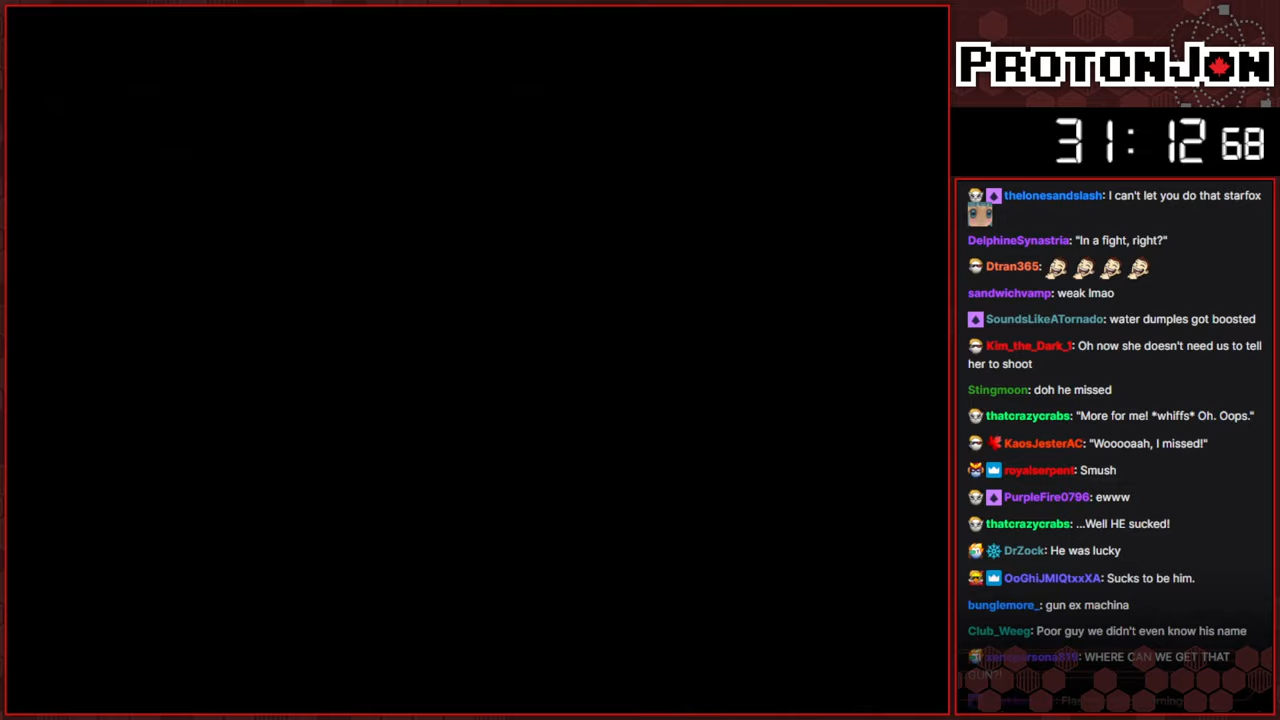 PROTONJON
31:12 68
thelonesandslash: I can't let you do that starfox
DelphineSynastria: "In a fight, right?"
Dtran365:
sandwichvamp: weak lmao
SoundsLikeATornado: water dumples got boosted
Kim_the_Dark_1: Oh now she doesn't need us to tell
her to shoot
Stingmoon: doh he missed
thatcrazycrabs: "More for me! *whiffs* Oh. Oops."
KaosJesterAC: "Wooooaah, I missed!"
royalserpent: Smush
PurpleFire0796: ewww
thatcrazycrabs: ...Well HE sucked!
DrZock: He was lucky
OoGhiJMIQtxxXA: Sucks to be him.
bunglemore_: gun ex machina
Club_Weeg: Poor guy we didn't even know his name
WHERE CAN WE GET THAT
GUN?!